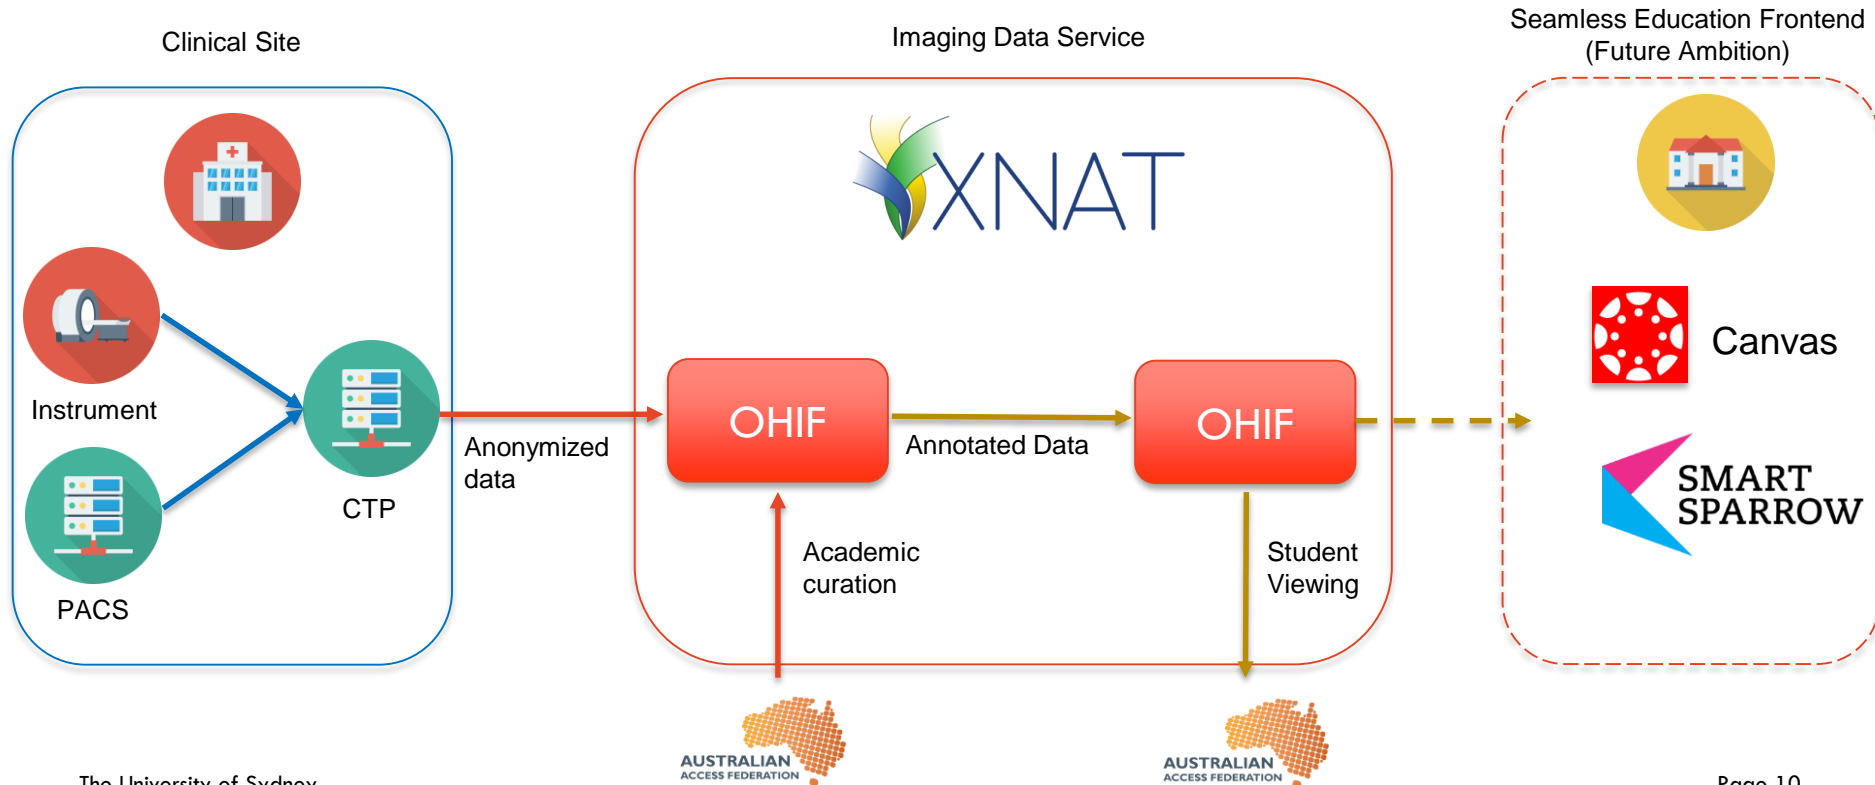 Clinical Site
Imaging Data Service
Seamless Education Frontend
(Future Ambition)
XNAT
Instrument
PACS
CTP
Anonymized
data
OHIF
Annotated Data
OHIF
Academic
curation
Student
Viewing
Canvas
SMART
SPARROW
AUSTRALIAN
ACCESS FEDERATION
AUSTRALIAN
ACCESS FEDERATION
The University of Sydney
Page 10